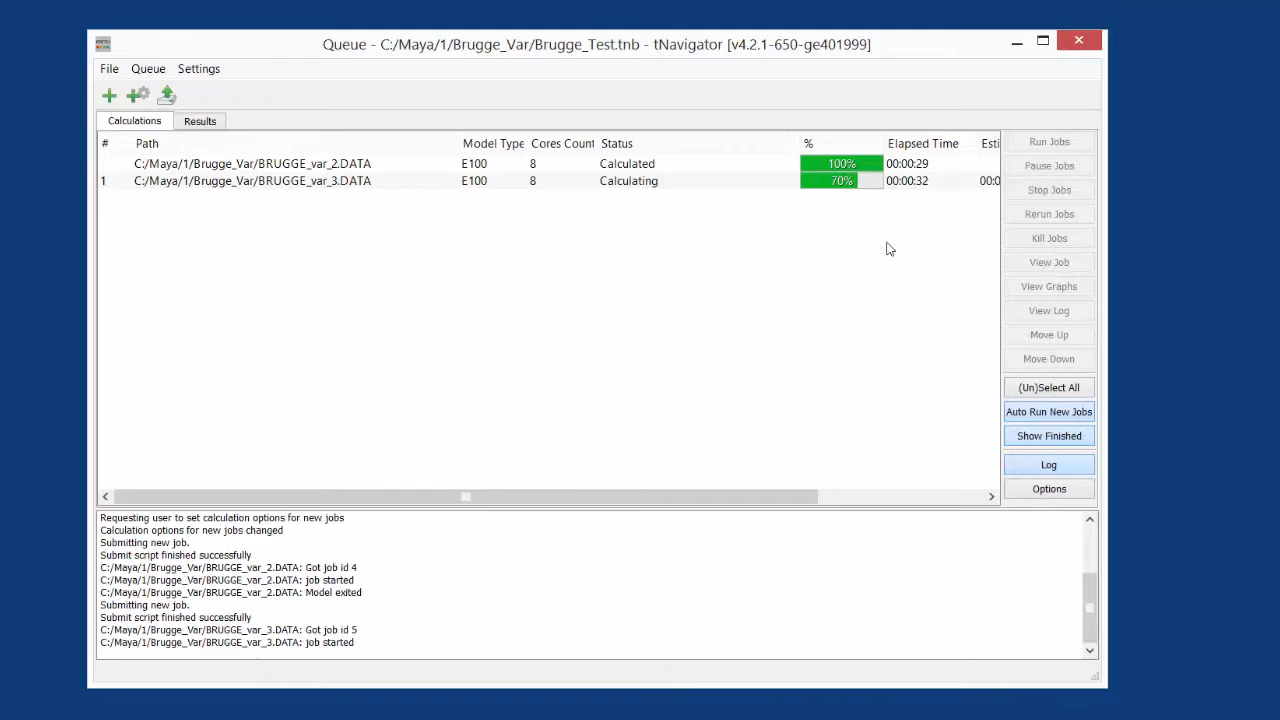 Queue - C:/Maya/1/Brugge_Var/Brugge_Test.tnb - tNavigator [v4.2.1-650-ge401999]
File Queue Settings
Calculations Results
# Path Model Type Cores Count Status % Elapsed Time Esti
C:/Maya/1/Brugge_Var/BRUGGE_var_2.DATA E100 8 Calculated 100% 00:00:29
1 C:/Maya/1/Brugge_Var/BRUGGE_var_3.DATA E100 8 Calculating 70% 00:00:32 00:0
Run Jobs
Pause Jobs
Stop Jobs
Rerun Jobs
Kill Jobs
View Job
View Graphs
View Log
Move Up
Move Down
(Un)Select All
Auto Run New Jobs
Show Finished
Log
Options
Requesting user to set calculation options for new jobs
Calculation options for new jobs changed
Submitting new job.
Submit script finished successfully
C:/Maya/1/Brugge_Var/BRUGGE_var_2.DATA: Got job id 4
C:/Maya/1/Brugge_Var/BRUGGE_var_2.DATA: job started
C:/Maya/1/Brugge_Var/BRUGGE_var_2.DATA: Model exited
Submitting new job.
Submit script finished successfully
C:/Maya/1/Brugge_Var/BRUGGE_var_3.DATA: Got job id 5
C:/Maya/1/Brugge_Var/BRUGGE_var_3.DATA: job started